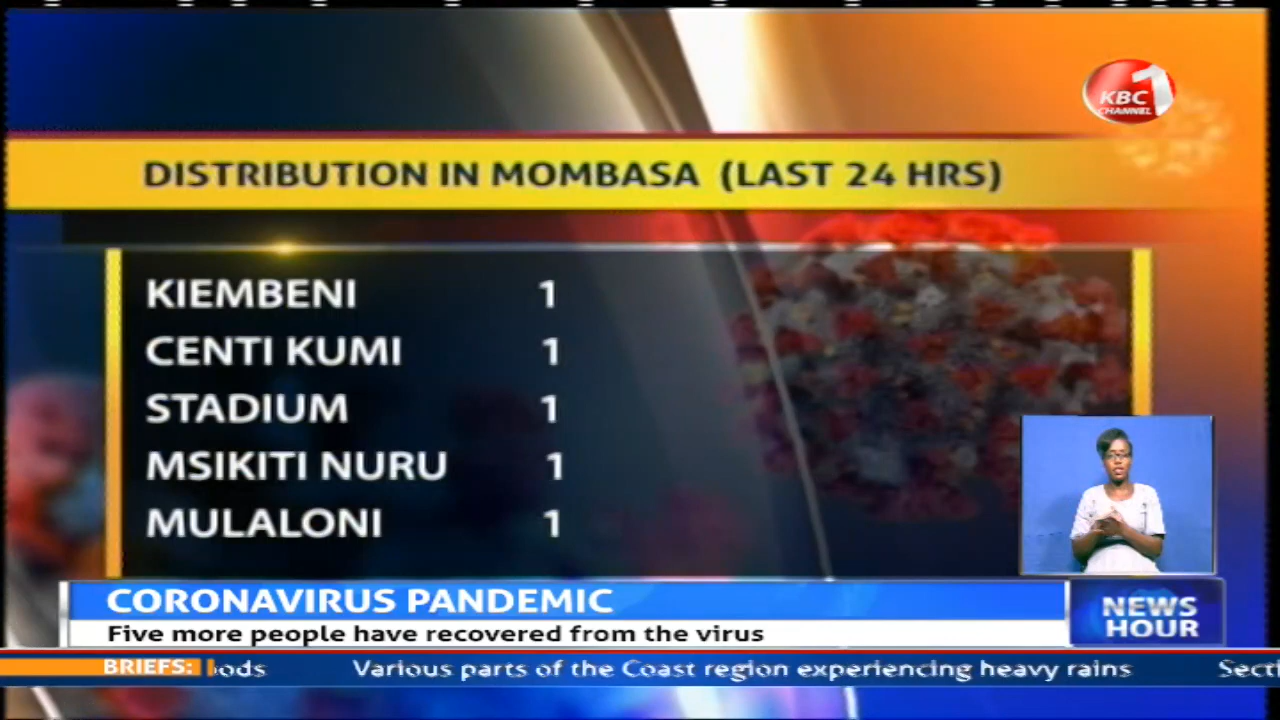 KBC 1
CHANNEL
DISTRIBUTION IN MOMBASA (LAST 24 HRS)
KIEMBENI 1
CENTI KUMI 1
STADIUM 1
MSIKITI NURU 1
MULALONI 1
CORONAVIRUS PANDEMIC
Five more people have recovered from the virus
NEWS HOUR
BRIEFS: Various parts of the Coast region experiencing heavy rains